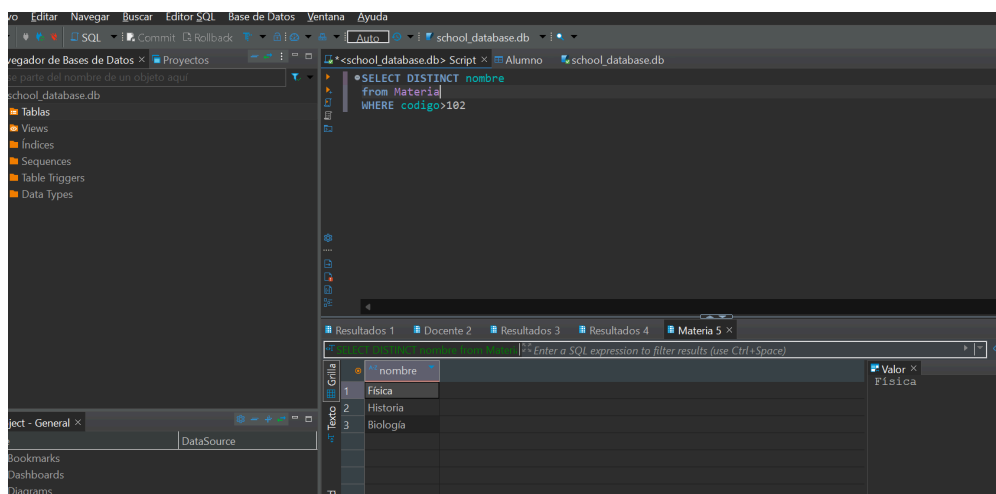 vo Editar Navegar Buscar Editor SQL Base de Datos Ventana Ayuda
SQL Commit Rollback Auto school_database.db
vegador de Bases de Datos × Proyectos
se parte del nombre de un objeto aquí
school_database.db
Tablas
Views
Índices
Sequences
Table Triggers
Data Types
*<school_database.db> Script × Alumno school_database.db
SELECT DISTINCT nombre
from Materia
WHERE codigo>102
Resultados 1 Docente 2 Resultados 3 Resultados 4 Materia 5 ×
SELECT DISTINCT nombre from Materi Enter a SQL expression to filter results (use Ctrl+Space)
Grilla
Texto
nombre
1 Física
2 Historia
3 Biología
Valor ×
Física
ject - General ×
DataSource
Bookmarks
Dashboards
Diagrams